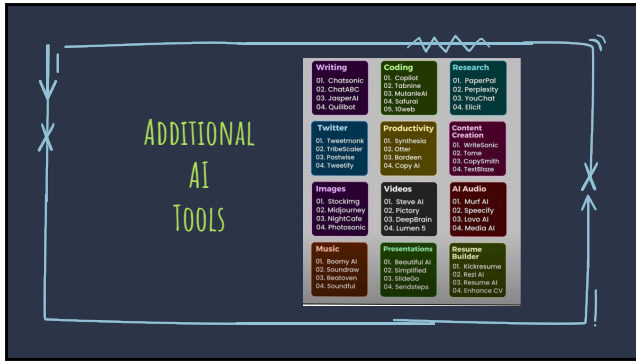 Additional
AI
Tools
Writing
01. Chatsonic
02. ChatABC
03. JasperAI
04. Quillbot
Coding
01. Copilot
02. Tabnine
03. MutanleAI
04. Safurai
05. 10web
Research
01. PaperPal
02. Perplexity
03. YouChat
04. Elicit
Twitter
01. Tweetmonk
02. TribeScaler
03. Postwise
04. Tweetify
Productivity
01. Synthesia
02. Otter
03. Bardeen
04. Copy AI
Content
Creation
01. WriteSonic
02. Tome
03. CopySmith
04. TextBlaze
Images
01. StockImg
02. Midjourney
03. NightCafe
04. Photosonic
Videos
01. Steve AI
02. Pictory
03. DeepBrain
04. Lumen 5
AI Audio
01. Murf AI
02. Speecify
03. Lovo AI
04. Media AI
Music
01. Boomy AI
02. Soundraw
03. Beatoven
04. Soundful
Presentations
01. Beautiful AI
02. Simplified
03. SlideGo
04. Sendsteps
Resume
Builder
01. Kickresume
02. Rezi AI
03. Resume AI
04. Enhance CV